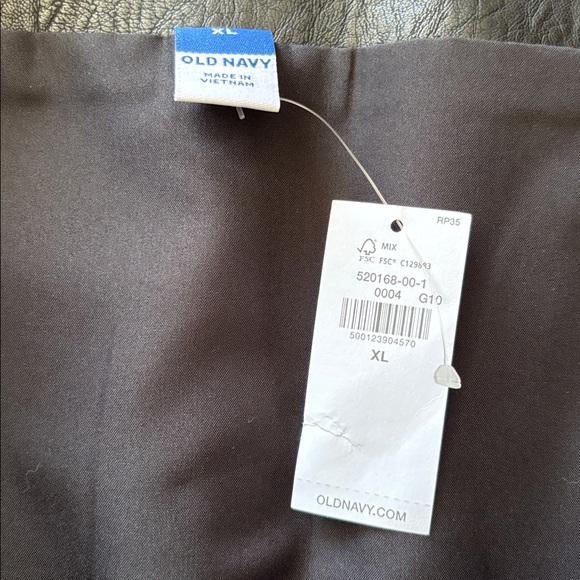 XL
OLD NAVY
MADE IN
VIETNAM
RP35
MIX
FSC FSC® C129693
520168-00-1
0004 G10
500123904570
XL
OLDNAVY.COM